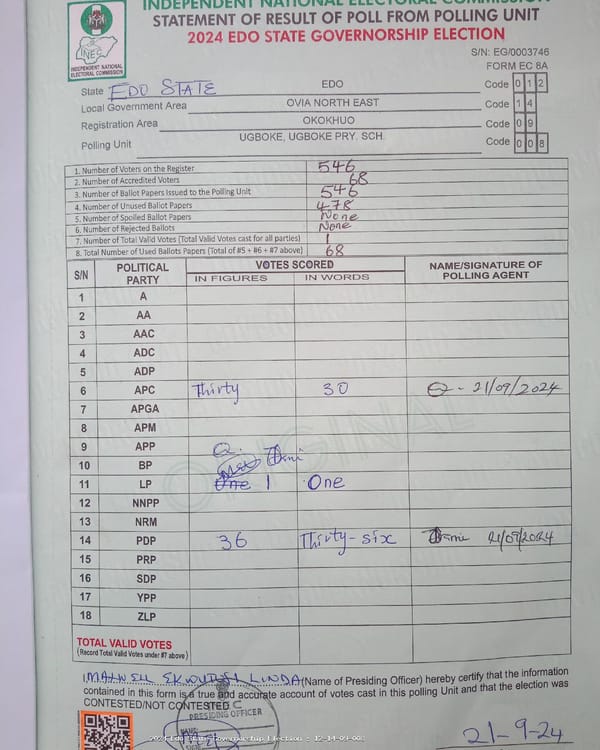 INDEPENDENT NATIONAL ELECTORAL COMMISSION
STATEMENT OF RESULT OF POLL FROM POLLING UNIT
2024 EDO STATE GOVERNORSHIP ELECTION
INEC
INDEPENDENT NATIONAL ELECTORAL COMMISSION
S/N: EG/0003746
FORM EC 8A
State EDO STATE EDO Code 0 1 2
Local Government Area OVIA NORTH EAST Code 1 4
Registration Area OKOKHUO Code 0 9
Polling Unit UGBOKE, UGBOKE PRY. SCH. Code 0 0 8
1. Number of Voters on the Register 546
2. Number of Accredited Voters 68
3. Number of Ballot Papers Issued to the Polling Unit 546
4. Number of Unused Ballot Papers 478
5. Number of Spoiled Ballot Papers None
6. Number of Rejected Ballots None
7. Number of Total Valid Votes (Total Valid Votes cast for all parties) 1
8. Total Number of Used Ballots Papers (Total of #5 + #6 + #7 above) 68
S/N POLITICAL PARTY VOTES SCORED NAME/SIGNATURE OF POLLING AGENT
IN FIGURES IN WORDS
1 A
2 AA
3 AAC
4 ADC
5 ADP
6 APC Thirty 30 21/09/2024
7 APGA
8 APM
9 APP
10 BP
11 LP One 1 One
12 NNPP
13 NRM
14 PDP 36 Thirty-six 21/09/2024
15 PRP
16 SDP
17 YPP
18 ZLP
ORIGINAL
TOTAL VALID VOTES
(Record Total Valid Votes under #7 above)
I, LINDA (Name of Presiding Officer) hereby certify that the information
contained in this form is a true and accurate account of votes cast in this polling Unit and that the election was
CONTESTED/NOT CONTESTED
PRESIDING OFFICER
21-9-24
2024 Edo State Governorship Election - 12-14-09-008